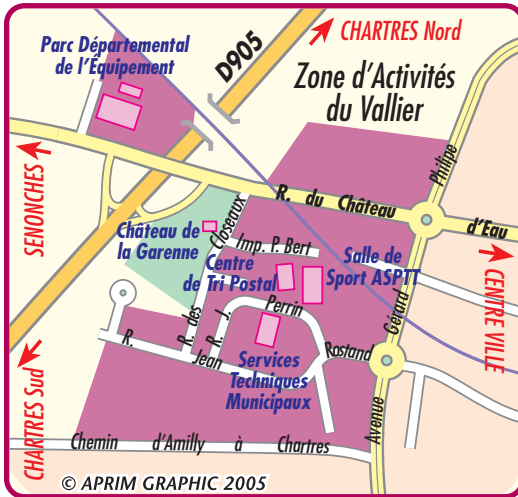 Parc Départemental
de l'Équipement
D905
CHARTRES Nord
Zone d'Activités
du Vallier
SENONCHES
R. du Château
d'Eau
Avenue Gérard Philipe
Château de
la Garenne
R. des Closeaux
Imp. P. Bert
Centre
de Tri Postal
Salle de
Sport ASPTT
CENTRE VILLE
R. J. Perrin
R. Jean Rostand
Services
Techniques
Municipaux
CHARTRES Sud
Chemin d'Amilly à Chartres
© APRIM GRAPHIC 2005